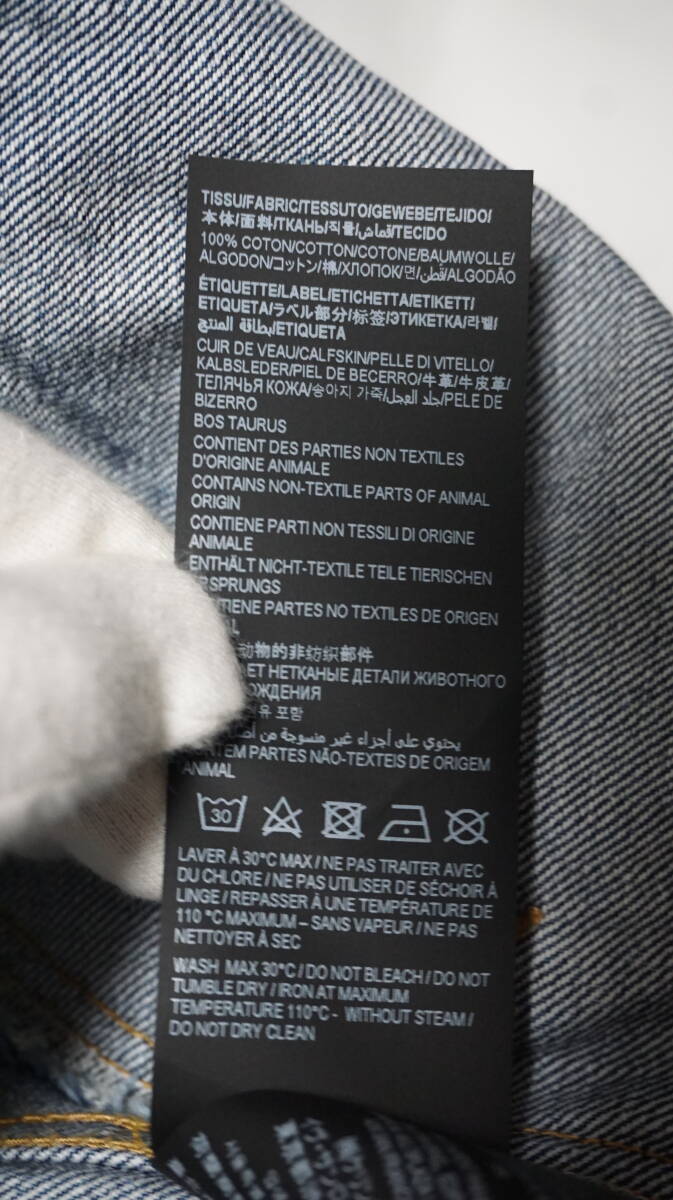 TISSU/FABRIC/TESSUTO/GEWEBE/TEJIDO/
本体/面料/ТКАНЬ/직물/قماش/TECIDO
100% COTON/COTTON/COTONE/BAUMWOLLE/
ALGODON/コットン/棉/ХЛОПОК/면/قطن/ALGODÃO
ÉTIQUETTE/LABEL/ETICHETTA/ETIKETT/
ETIQUETA/ラベル部分/标签/ЭТИКЕТКА/라벨/
بطاقة المنتج/ETIQUETA
CUIR DE VEAU/CALFSKIN/PELLE DI VITELLO/
KALBSLEDER/PIEL DE BECERRO/牛革/牛皮革/
ТЕЛЯЧЬЯ КОЖА/송아지 가죽/جلد العجل/PELE DE
BIZERRO
BOS TAURUS
CONTIENT DES PARTIES NON TEXTILES
D'ORIGINE ANIMALE
CONTAINS NON-TEXTILE PARTS OF ANIMAL
ORIGIN
CONTIENE PARTI NON TESSILI DI ORIGINE
ANIMALE
ENTHÄLT NICHT-TEXTILE TEILE TIERISCHEN
RSPRUNGS
TIENE PARTES NO TEXTILES DE ORIGEN
L
动物的非纺织部件
ЕТ НЕТКАНЫЕ ДЕТАЛИ ЖИВОТНОГО
ОЖДЕНИЯ
유 포함
يحتوي على أجزاء غير منسوجة من
TEM PARTES NÃO-TEXTEIS DE ORIGEM
ANIMAL
30
LAVER À 30°C MAX / NE PAS TRAITER AVEC
DU CHLORE / NE PAS UTILISER DE SÉCHOIR À
LINGE / REPASSER À UNE TEMPÉRATURE DE
110 °C MAXIMUM – SANS VAPEUR / NE PAS
NETTOYER À SEC
WASH MAX 30°C / DO NOT BLEACH / DO NOT
TUMBLE DRY / IRON AT MAXIMUM
TEMPERATURE 110°C - WITHOUT STEAM /
DO NOT DRY CLEAN